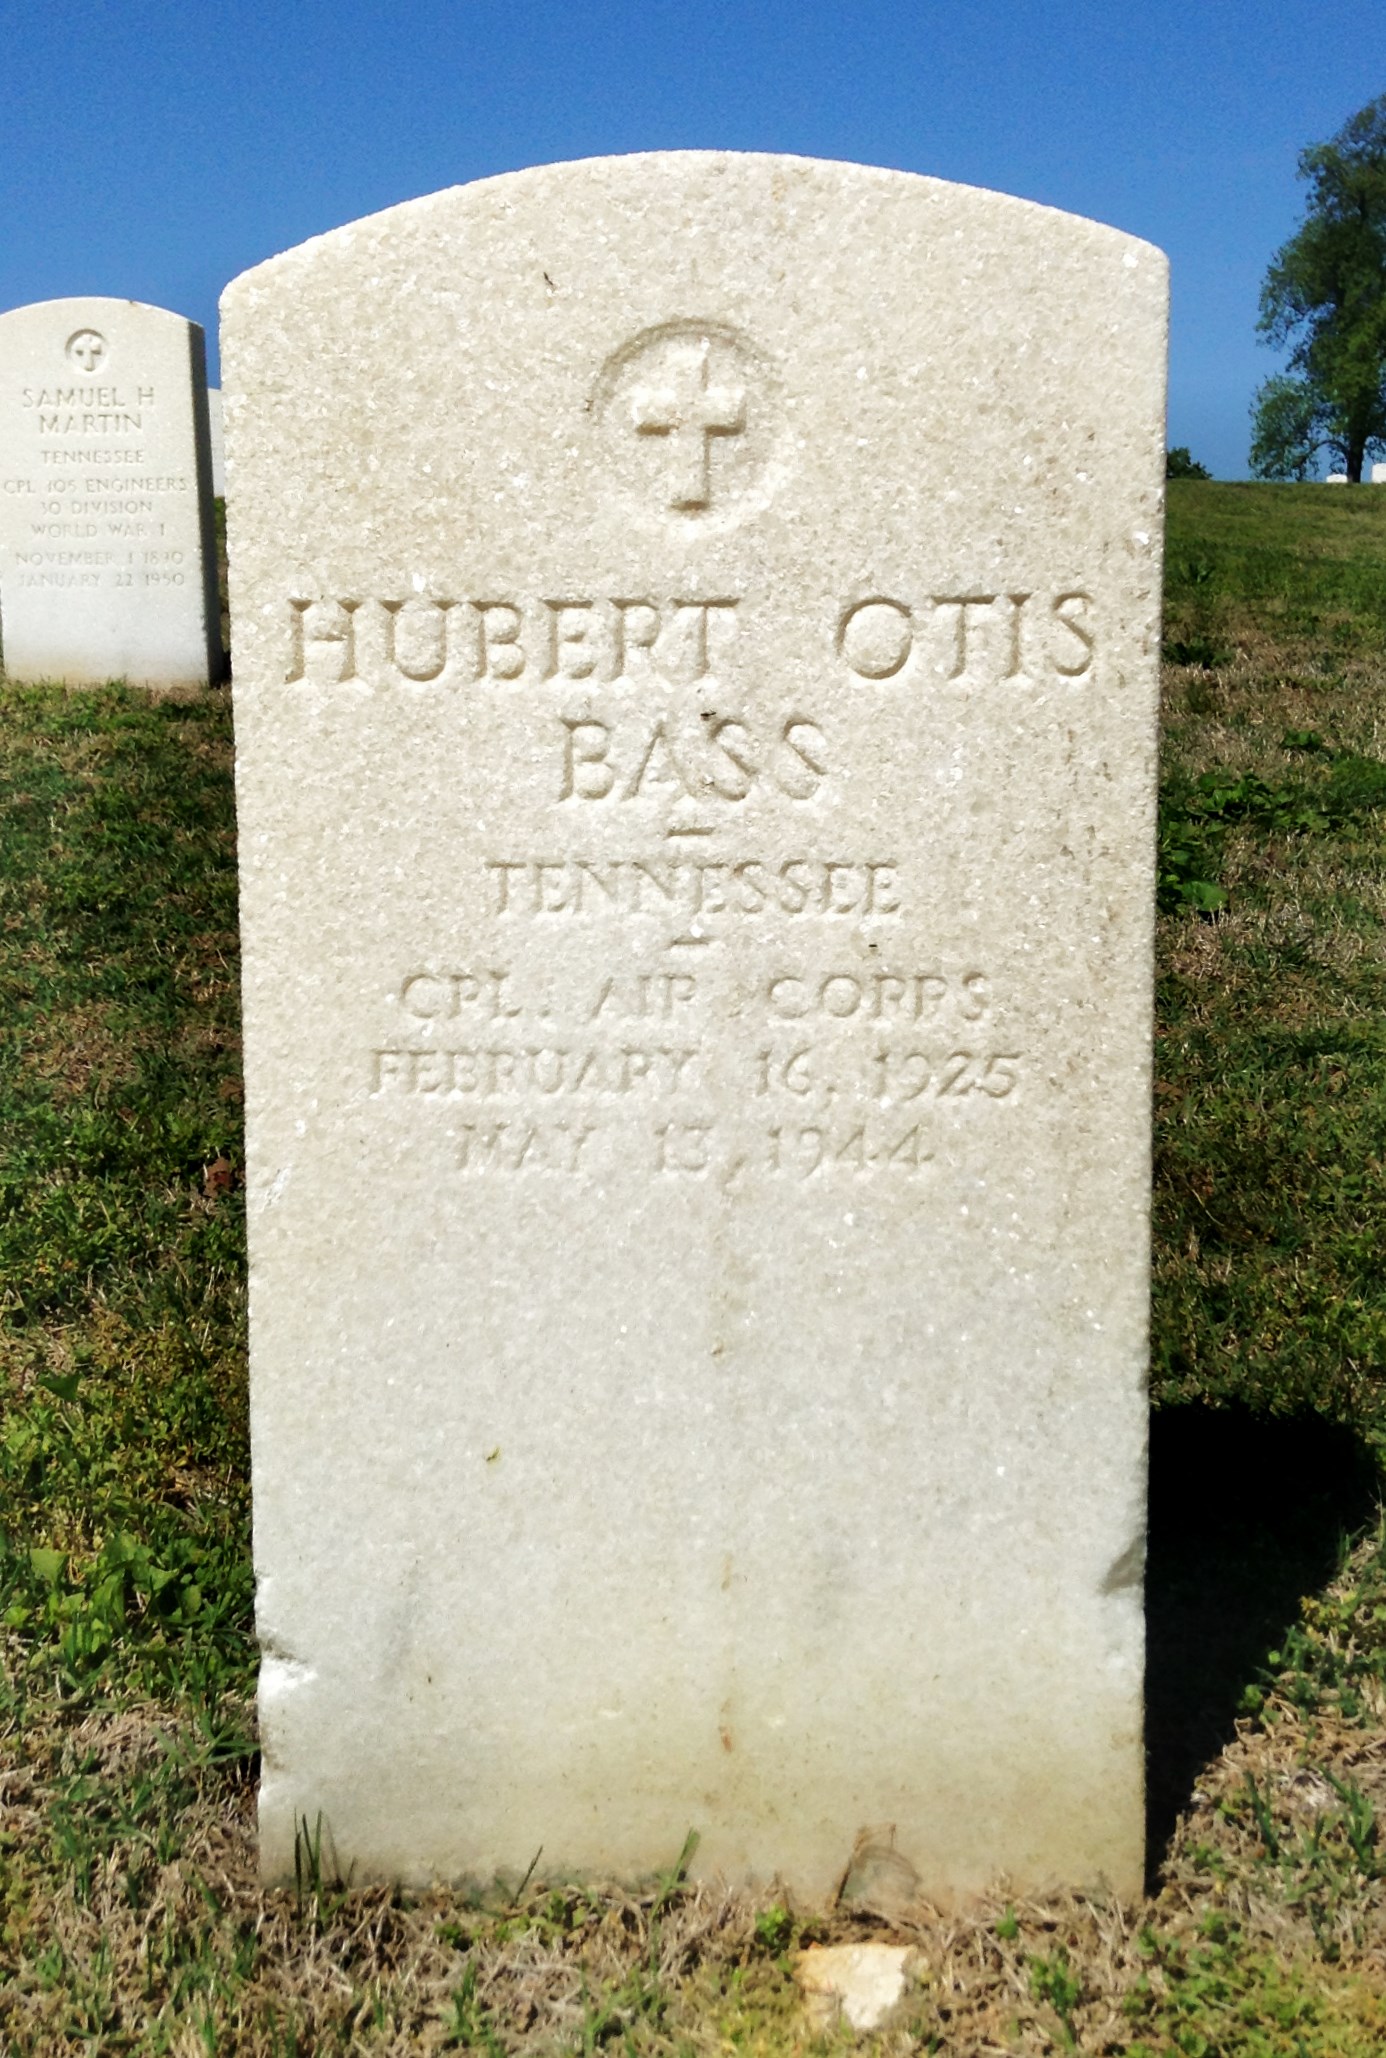 HUBERT OTIS
BASS
TENNESSEE
CPL. AIR CORPS
FEBRUARY 16, 1925
MAY 13, 1944
SAMUEL H
MARTIN
TENNESSEE
CPL 105 ENGINEERS
30 DIVISION
WORLD WAR I
NOVEMBER 1 1890
JANUARY 22 1950